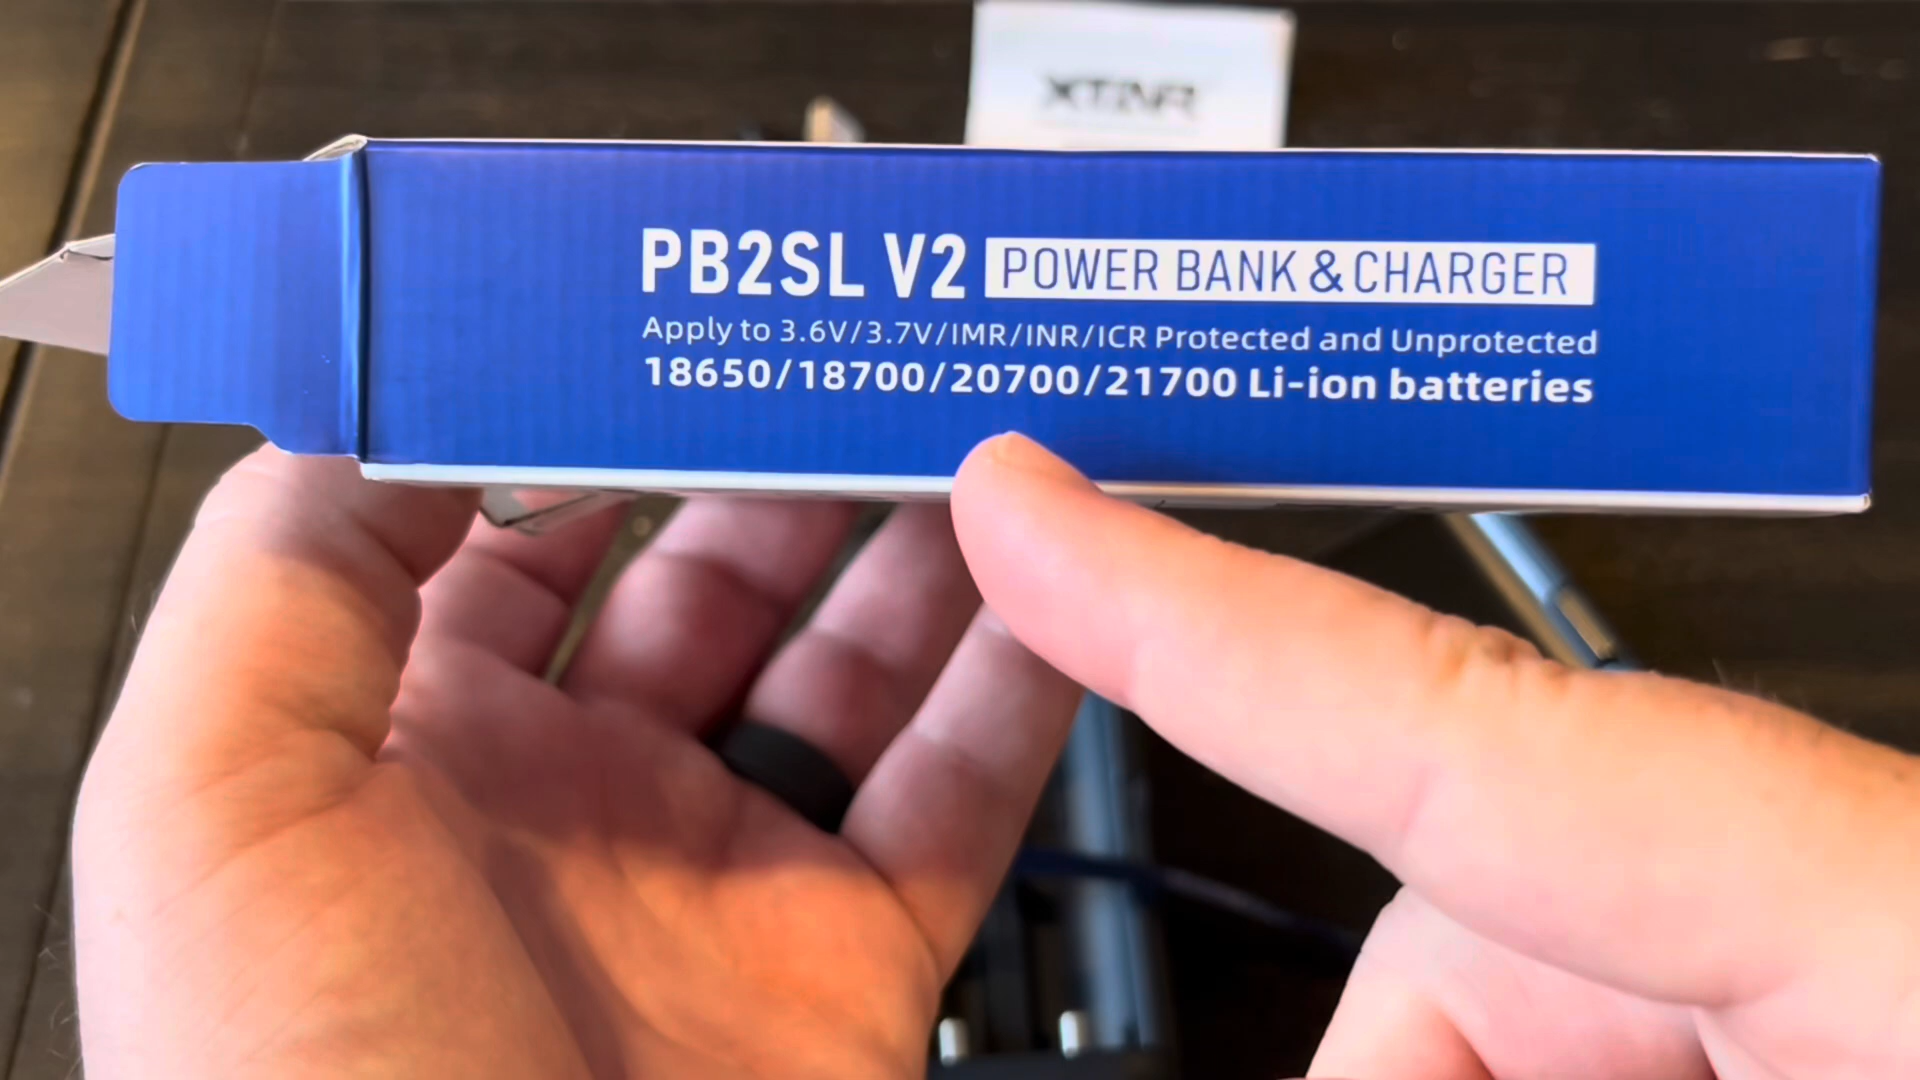 XTAR
PB2SL V2 POWER BANK & CHARGER
Apply to 3.6V/3.7V/IMR/INR/ICR Protected and Unprotected
18650/18700/20700/21700 Li-ion batteries